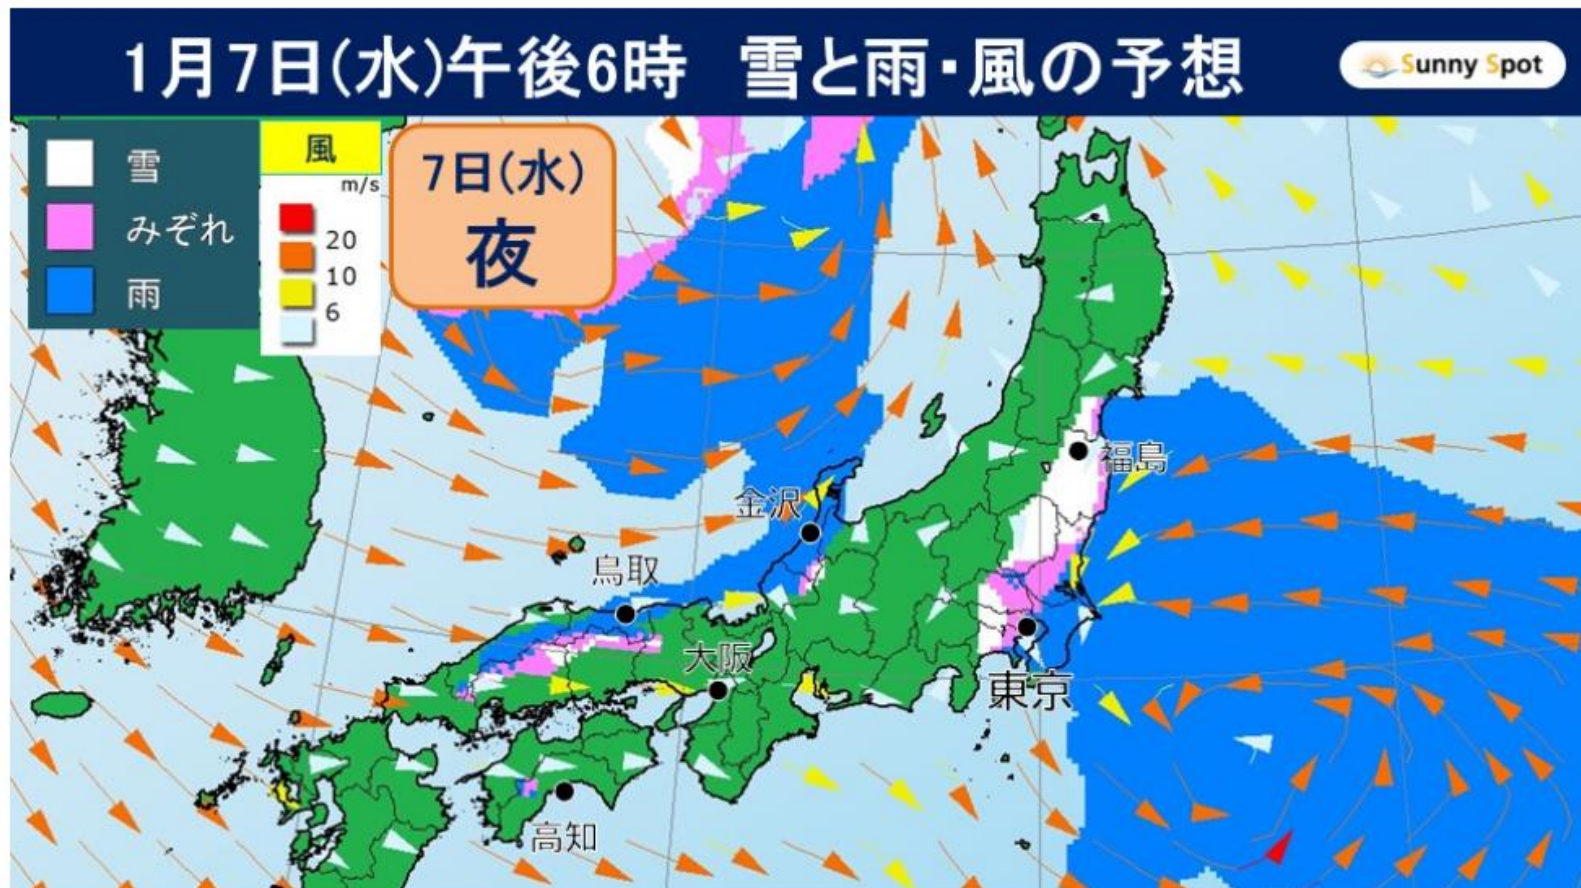 1月7日(水)午後6時　雪と雨・風の予想
Sunny Spot
雪
みぞれ
雨
風
m/s
20
10
6
7日(水)
夜
福島
金沢
鳥取
大阪
東京
高知